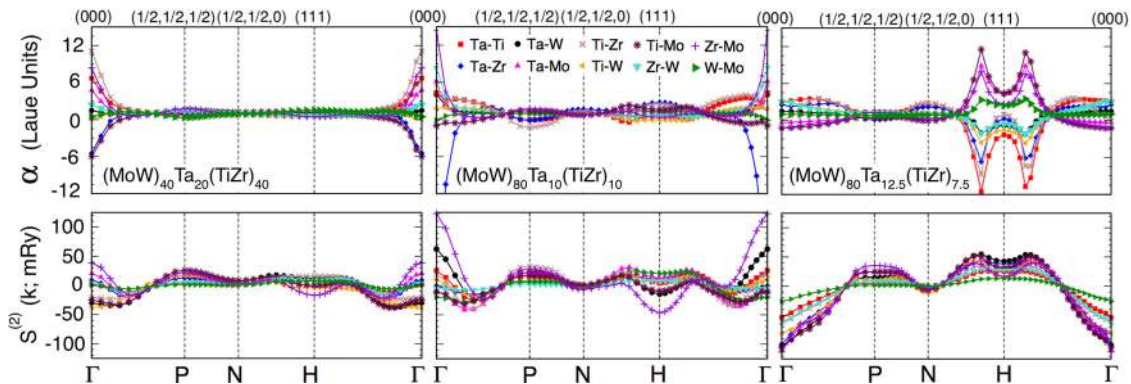 (000) (1/2,1/2,1/2) (1/2,1/2,0) (111) (000) (1/2,1/2,1/2) (1/2,1/2,0) (111) (000) (1/2,1/2,1/2) (1/2,1/2,0) (111) (000)
α (Laue Units)
12
6
0
-6
-12
Ta-Ti Ta-W Ti-Zr Ti-Mo Zr-Mo
Ta-Zr Ta-Mo Ti-W Zr-W W-Mo
(MoW)₄₀Ta₂₀(TiZr)₄₀ (MoW)₈₀Ta₁₀(TiZr)₁₀ (MoW)₈₀Ta₁₂.₅(TiZr)₇.₅
S⁽²⁾ (k; mRy)
100
50
0
-50
-100
Γ P N H Γ P N H Γ P N H Γ